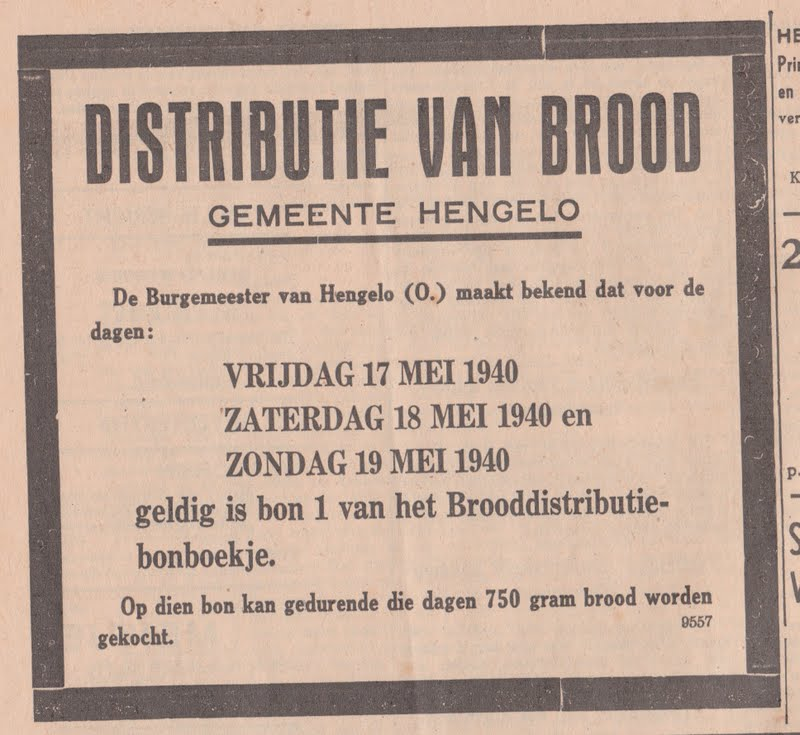 DISTRIBUTIE VAN BROOD
GEMEENTE HENGELO
De Burgemeester van Hengelo (O.) maakt bekend dat voor de
dagen:
VRIJDAG 17 MEI 1940
ZATERDAG 18 MEI 1940 en
ZONDAG 19 MEI 1940
geldig is bon 1 van het Brooddistributie-
bonboekje.
Op dien bon kan gedurende die dagen 750 gram brood worden
gekocht.
9557
HE
Prin
en
ver
K
2
p.
S
V